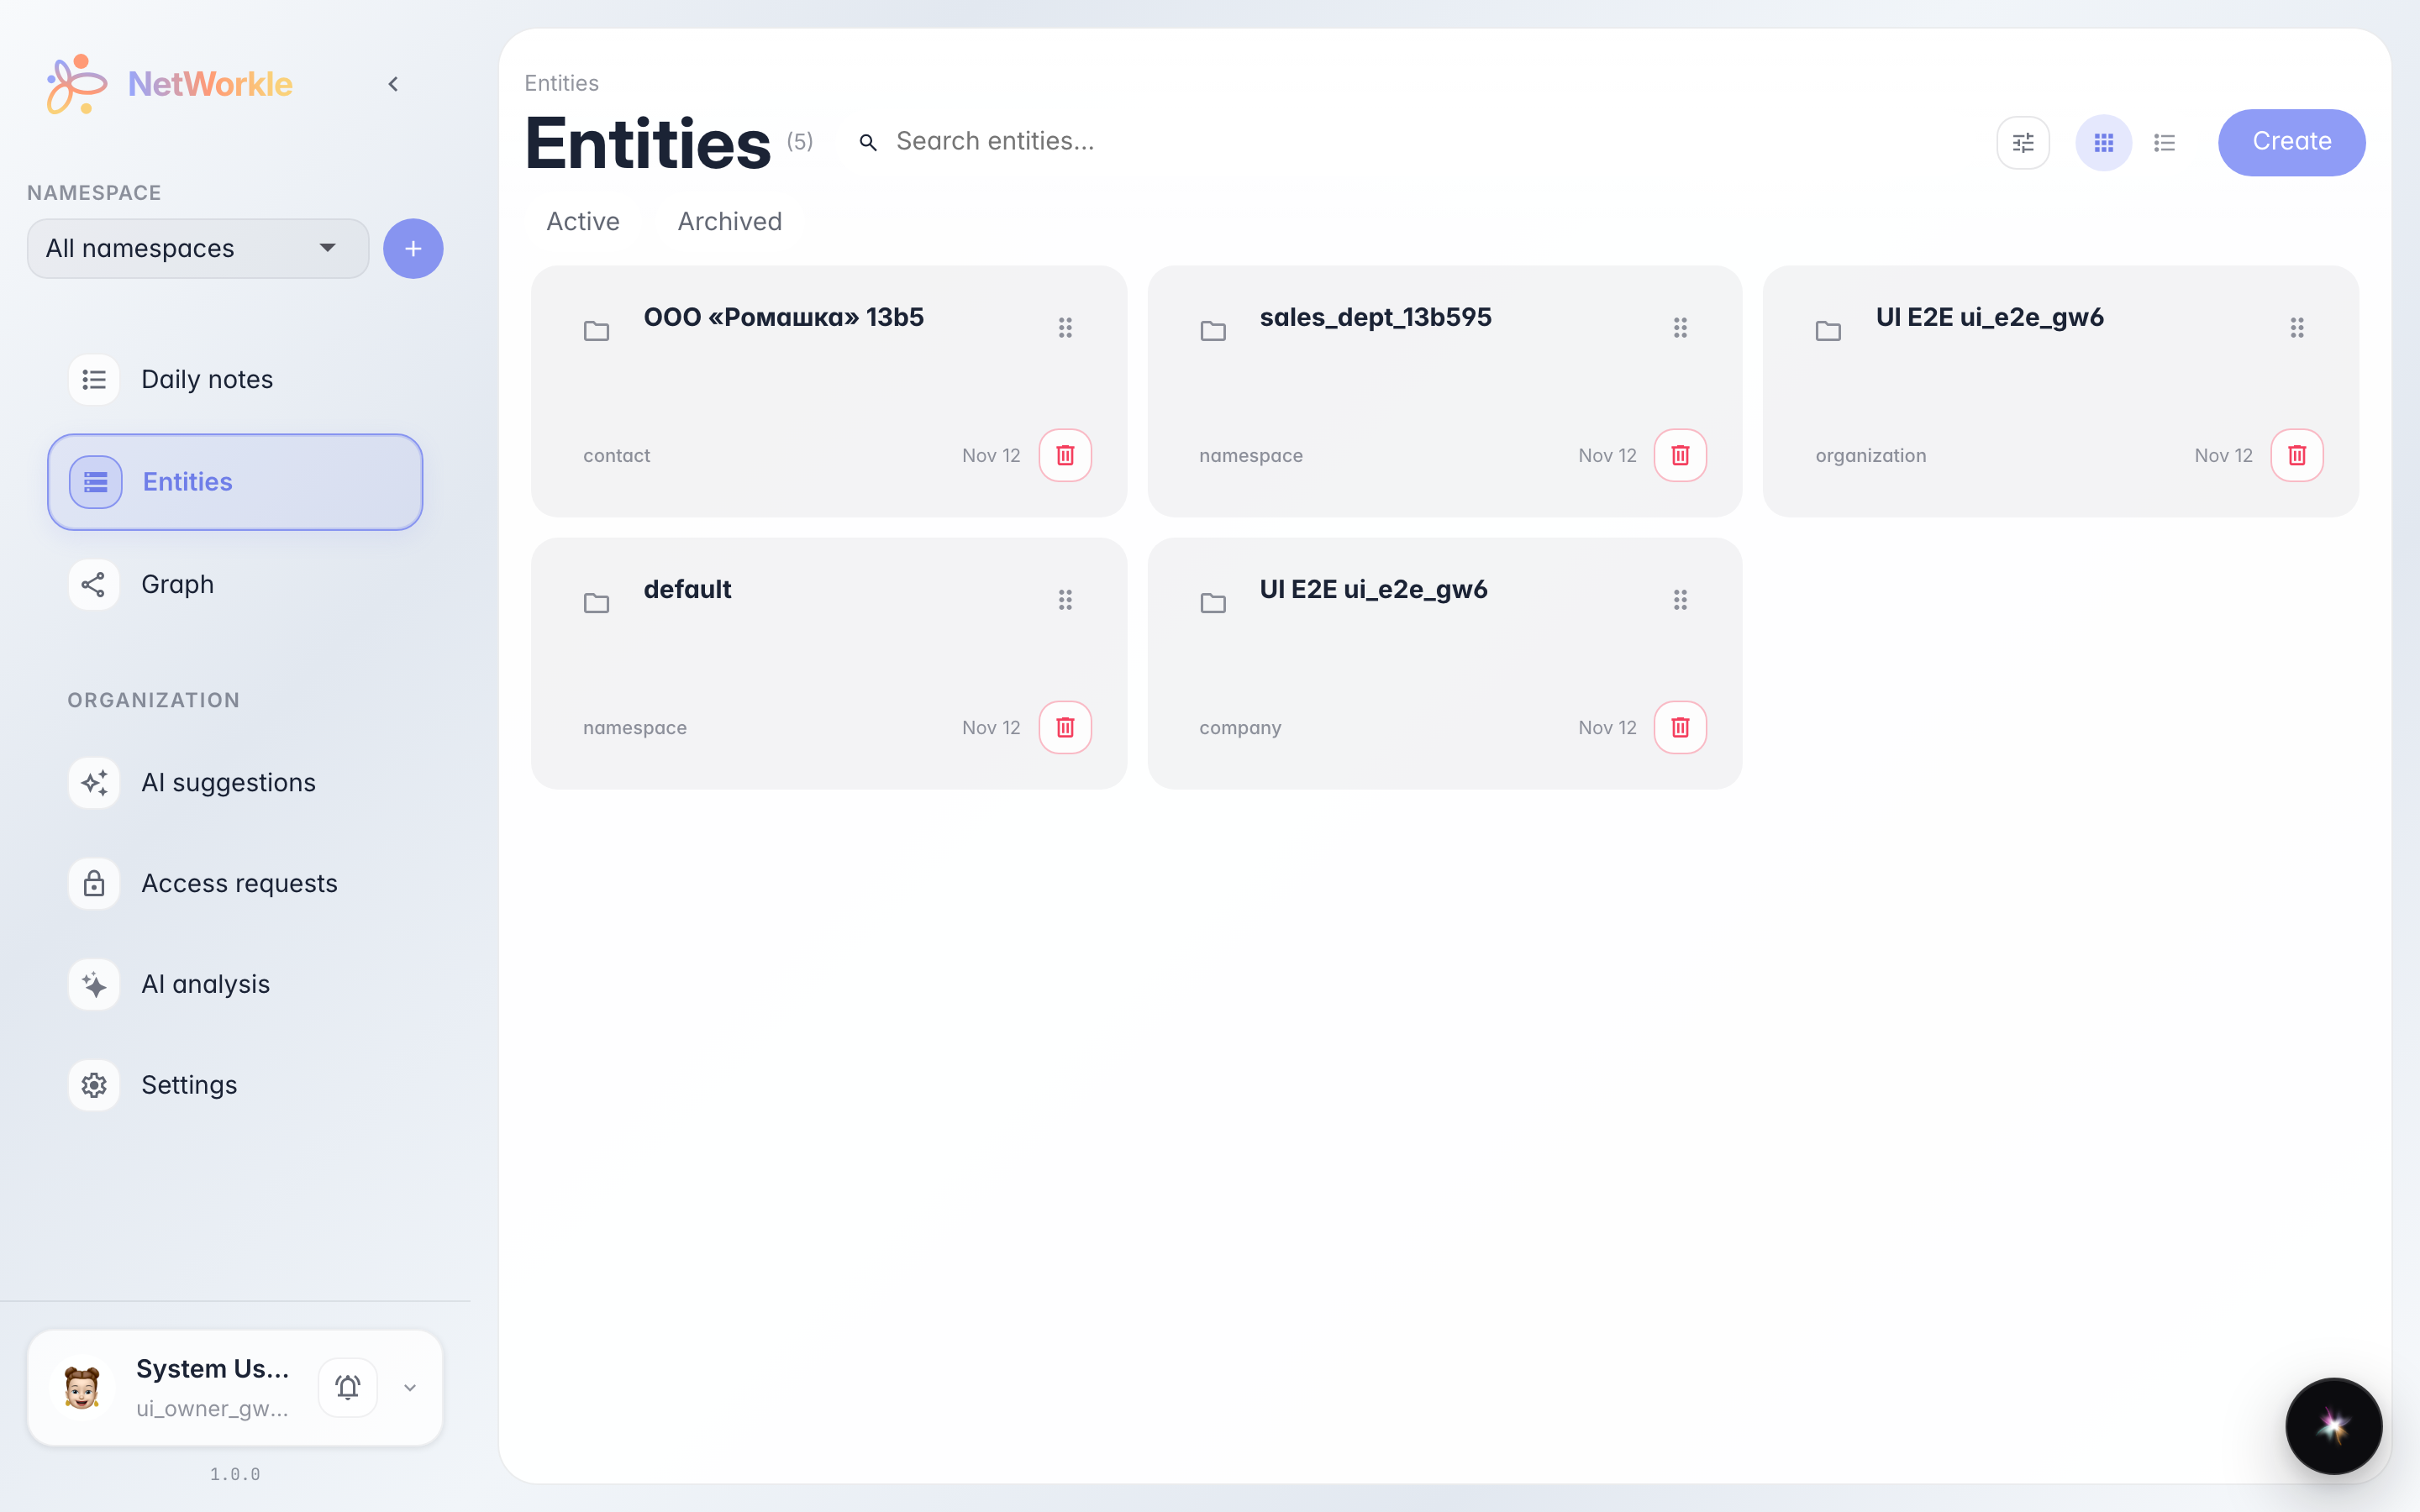 NetWorkle
NAMESPACE
All namespaces
Daily notes
Entities
Graph
ORGANIZATION
AI suggestions
Access requests
AI analysis
Settings
System Us...
ui_owner_gw...
1.0.0
Entities
Entities (5)
Search entities...
Create
Active
Archived
ООО «Ромашка» 13b5
contact
Nov 12
sales_dept_13b595
namespace
Nov 12
UI E2E ui_e2e_gw6
organization
Nov 12
default
namespace
Nov 12
UI E2E ui_e2e_gw6
company
Nov 12